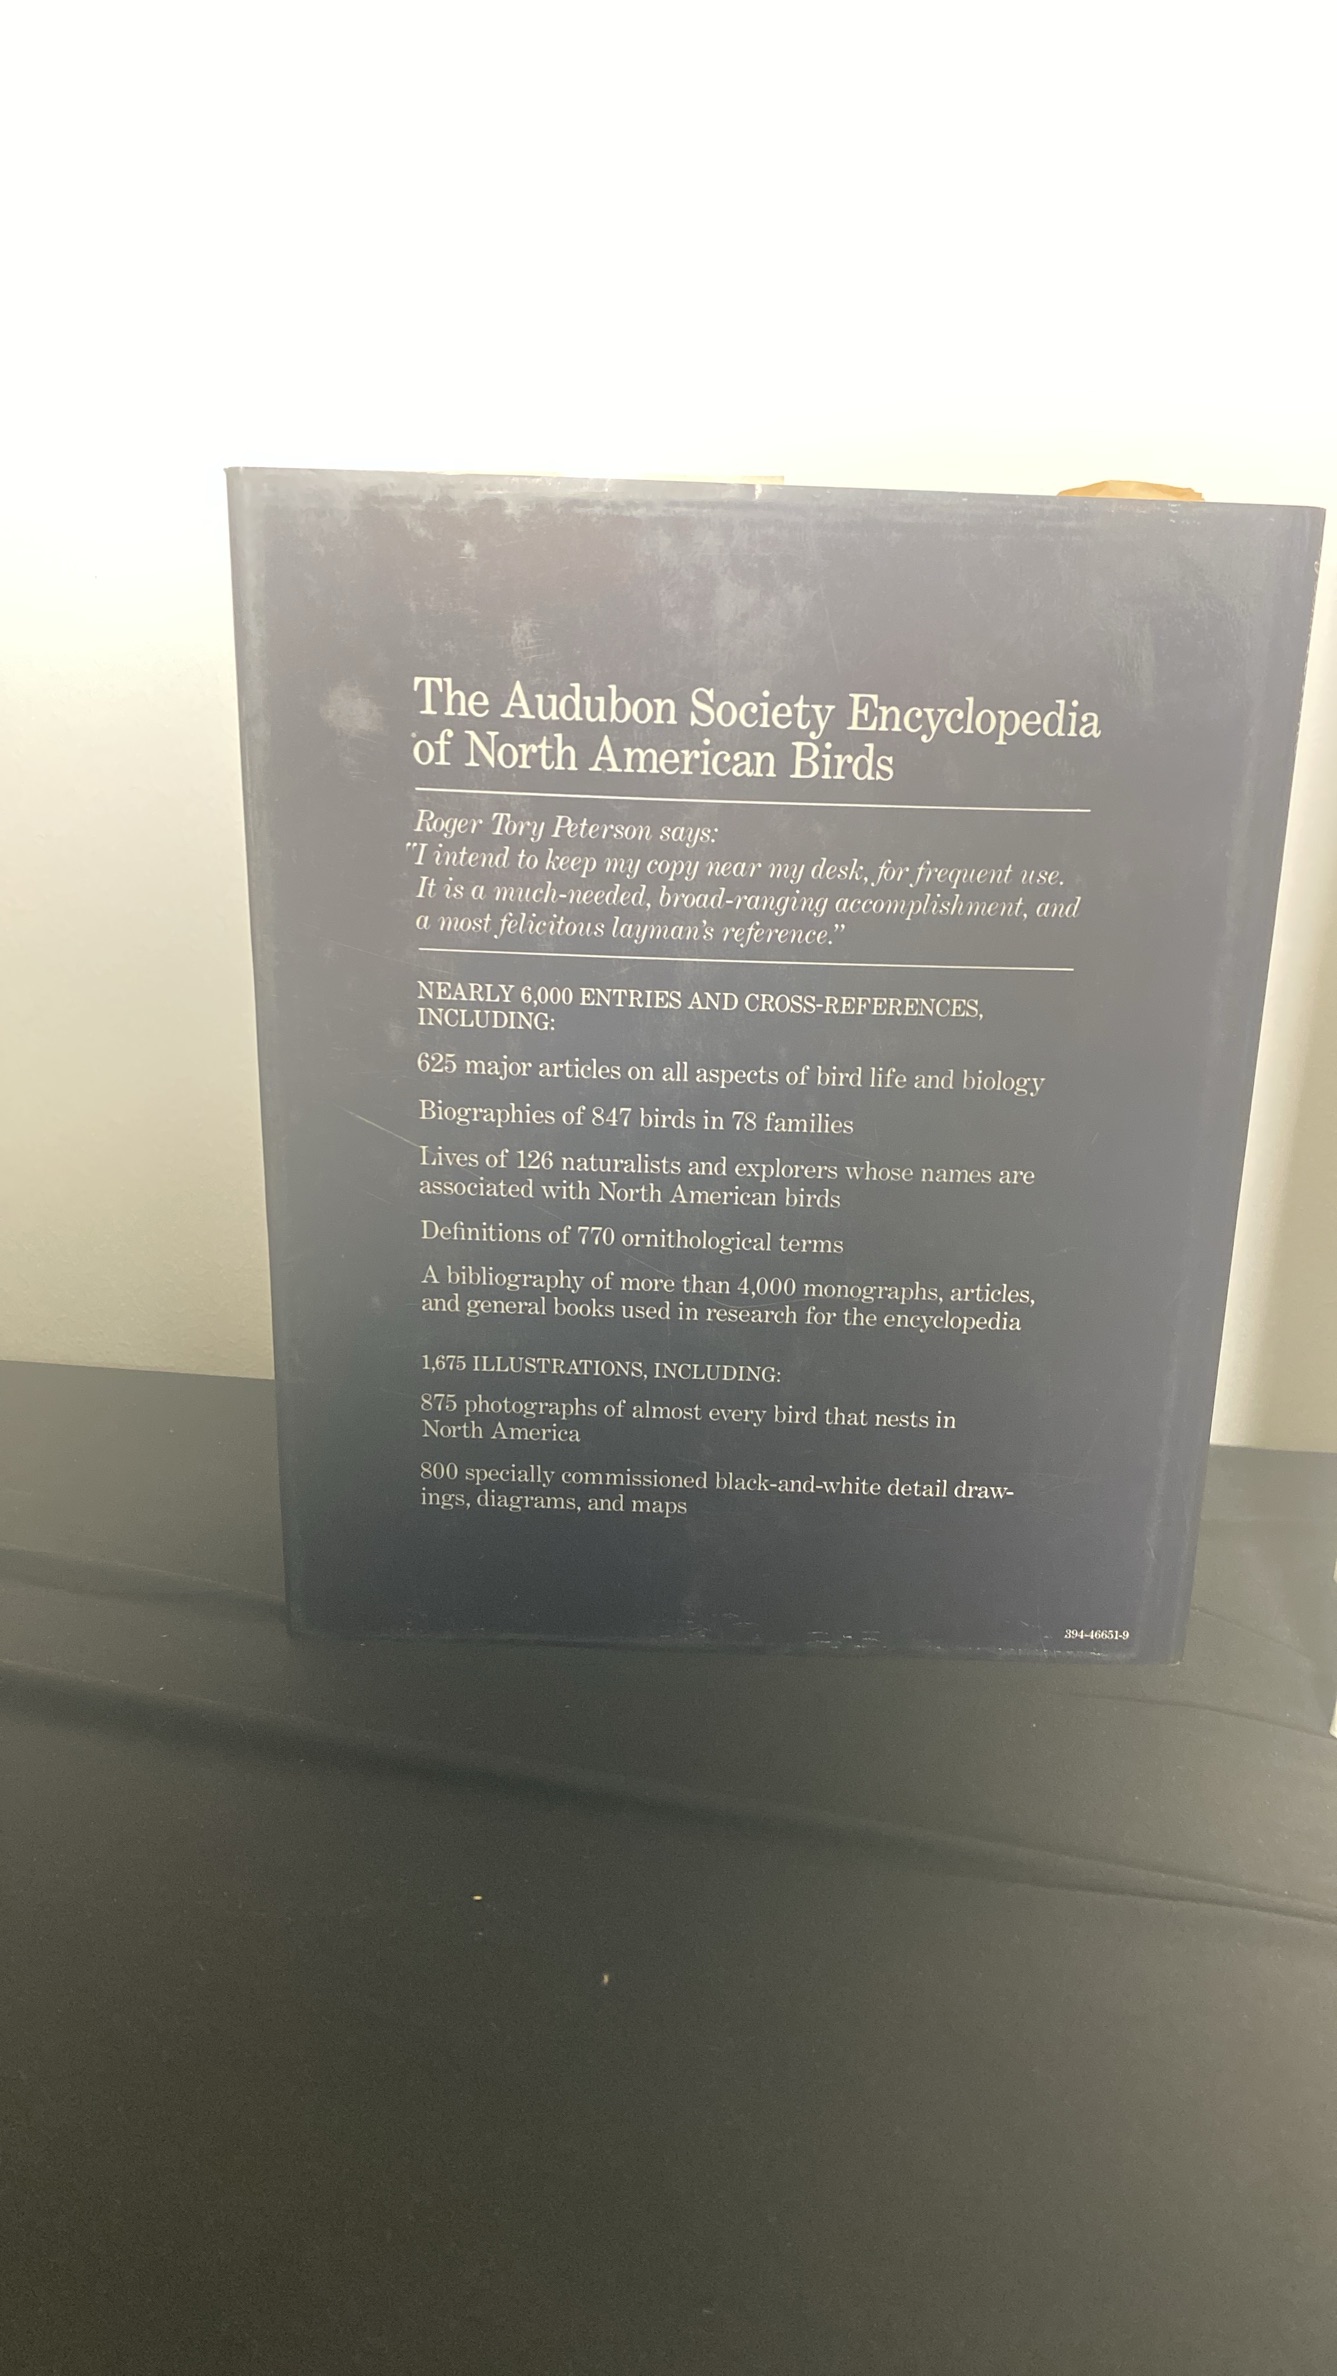 The Audubon Society Encyclopedia
of North American Birds
Roger Tory Peterson says:
"I intend to keep my copy near my desk, for frequent use.
It is a much-needed, broad-ranging accomplishment, and
a most felicitous layman's reference."
NEARLY 6,000 ENTRIES AND CROSS-REFERENCES,
INCLUDING:
625 major articles on all aspects of bird life and biology
Biographies of 847 birds in 78 families
Lives of 126 naturalists and explorers whose names are
associated with North American birds
Definitions of 770 ornithological terms
A bibliography of more than 4,000 monographs, articles,
and general books used in research for the encyclopedia
1,675 ILLUSTRATIONS, INCLUDING:
875 photographs of almost every bird that nests in
North America
800 specially commissioned black-and-white detail draw-
ings, diagrams, and maps
394-46651-9